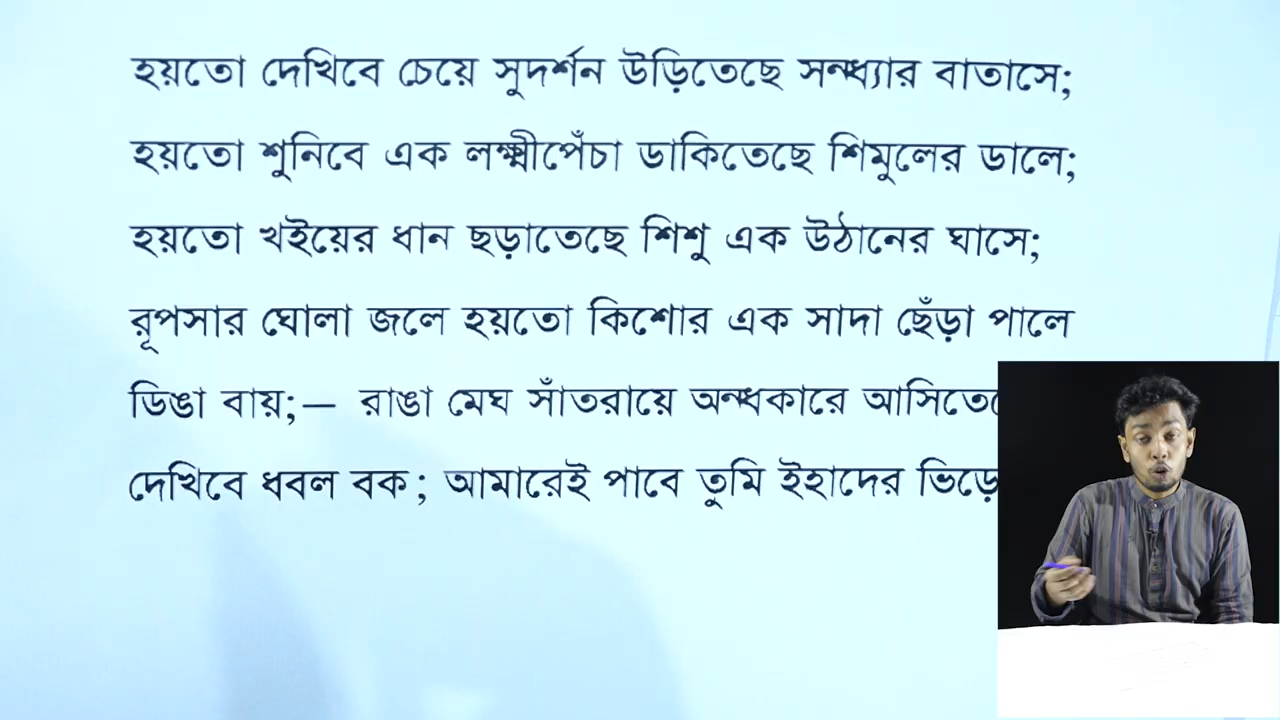 হয়তো দেখিবে চেয়ে সুদর্শন উড়িতেছে সন্ধ্যার বাতাসে;
হয়তো শুনিবে এক লক্ষ্মীপেঁচা ডাকিতেছে শিমুলের ডালে;
হয়তো খইয়ের ধান ছড়াতেছে শিশু এক উঠানের ঘাসে;
রূপসার ঘোলা জলে হয়তো কিশোর এক সাদা ছেঁড়া পালে
ডিঙা বায়;— রাঙা মেঘ সাঁতরায়ে অন্ধকারে
দেখিবে ধবল বক; আমারেই পাবে তুমি ইহাদের ভিড়ে